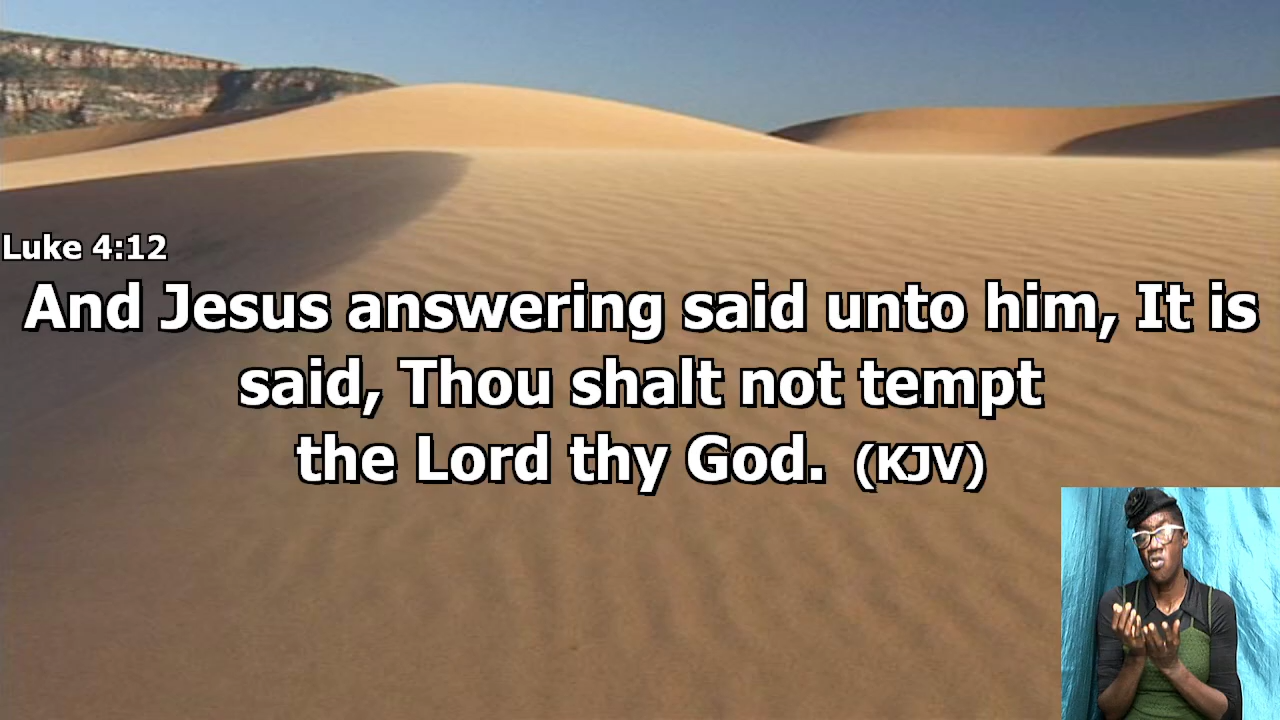 Luke 4:12
And Jesus answering said unto him, It is
said, Thou shalt not tempt
the Lord thy God. (KJV)